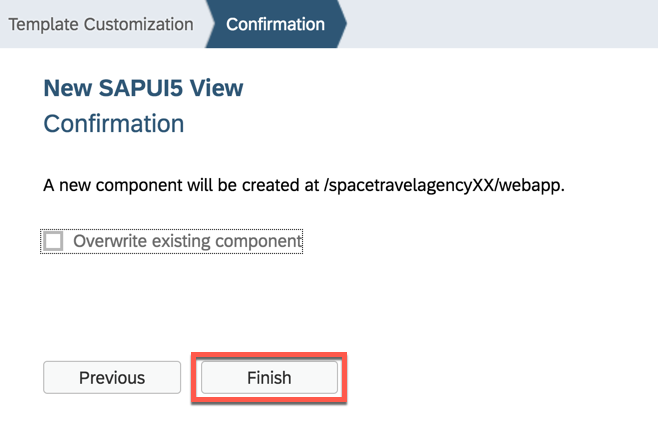 Template Customization
Confirmation
New SAPUI5 View
Confirmation
A new component will be created at /spacetravelagencyXX/webapp.
Overwrite existing component
Previous
Finish